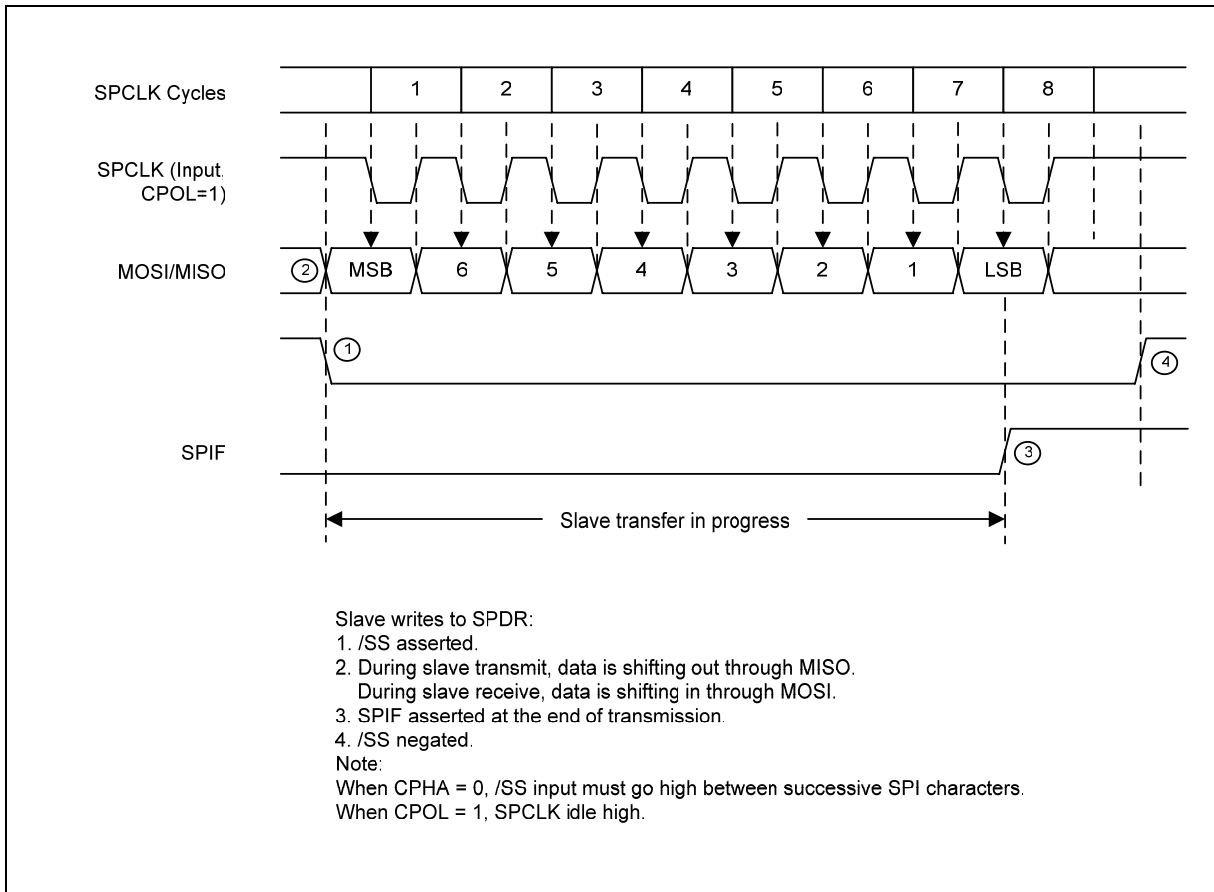 SPCLK Cycles
1 2 3 4 5 6 7 8
SPCLK (Input,
CPOL=1)
MOSI/MISO
2 MSB 6 5 4 3 2 1 LSB
1
4
SPIF
3
Slave transfer in progress
Slave writes to SPDR:
1. /SS asserted.
2. During slave transmit, data is shifting out through MISO.
During slave receive, data is shifting in through MOSI.
3. SPIF asserted at the end of transmission.
4. /SS negated.
Note:
When CPHA = 0, /SS input must go high between successive SPI characters.
When CPOL = 1, SPCLK idle high.